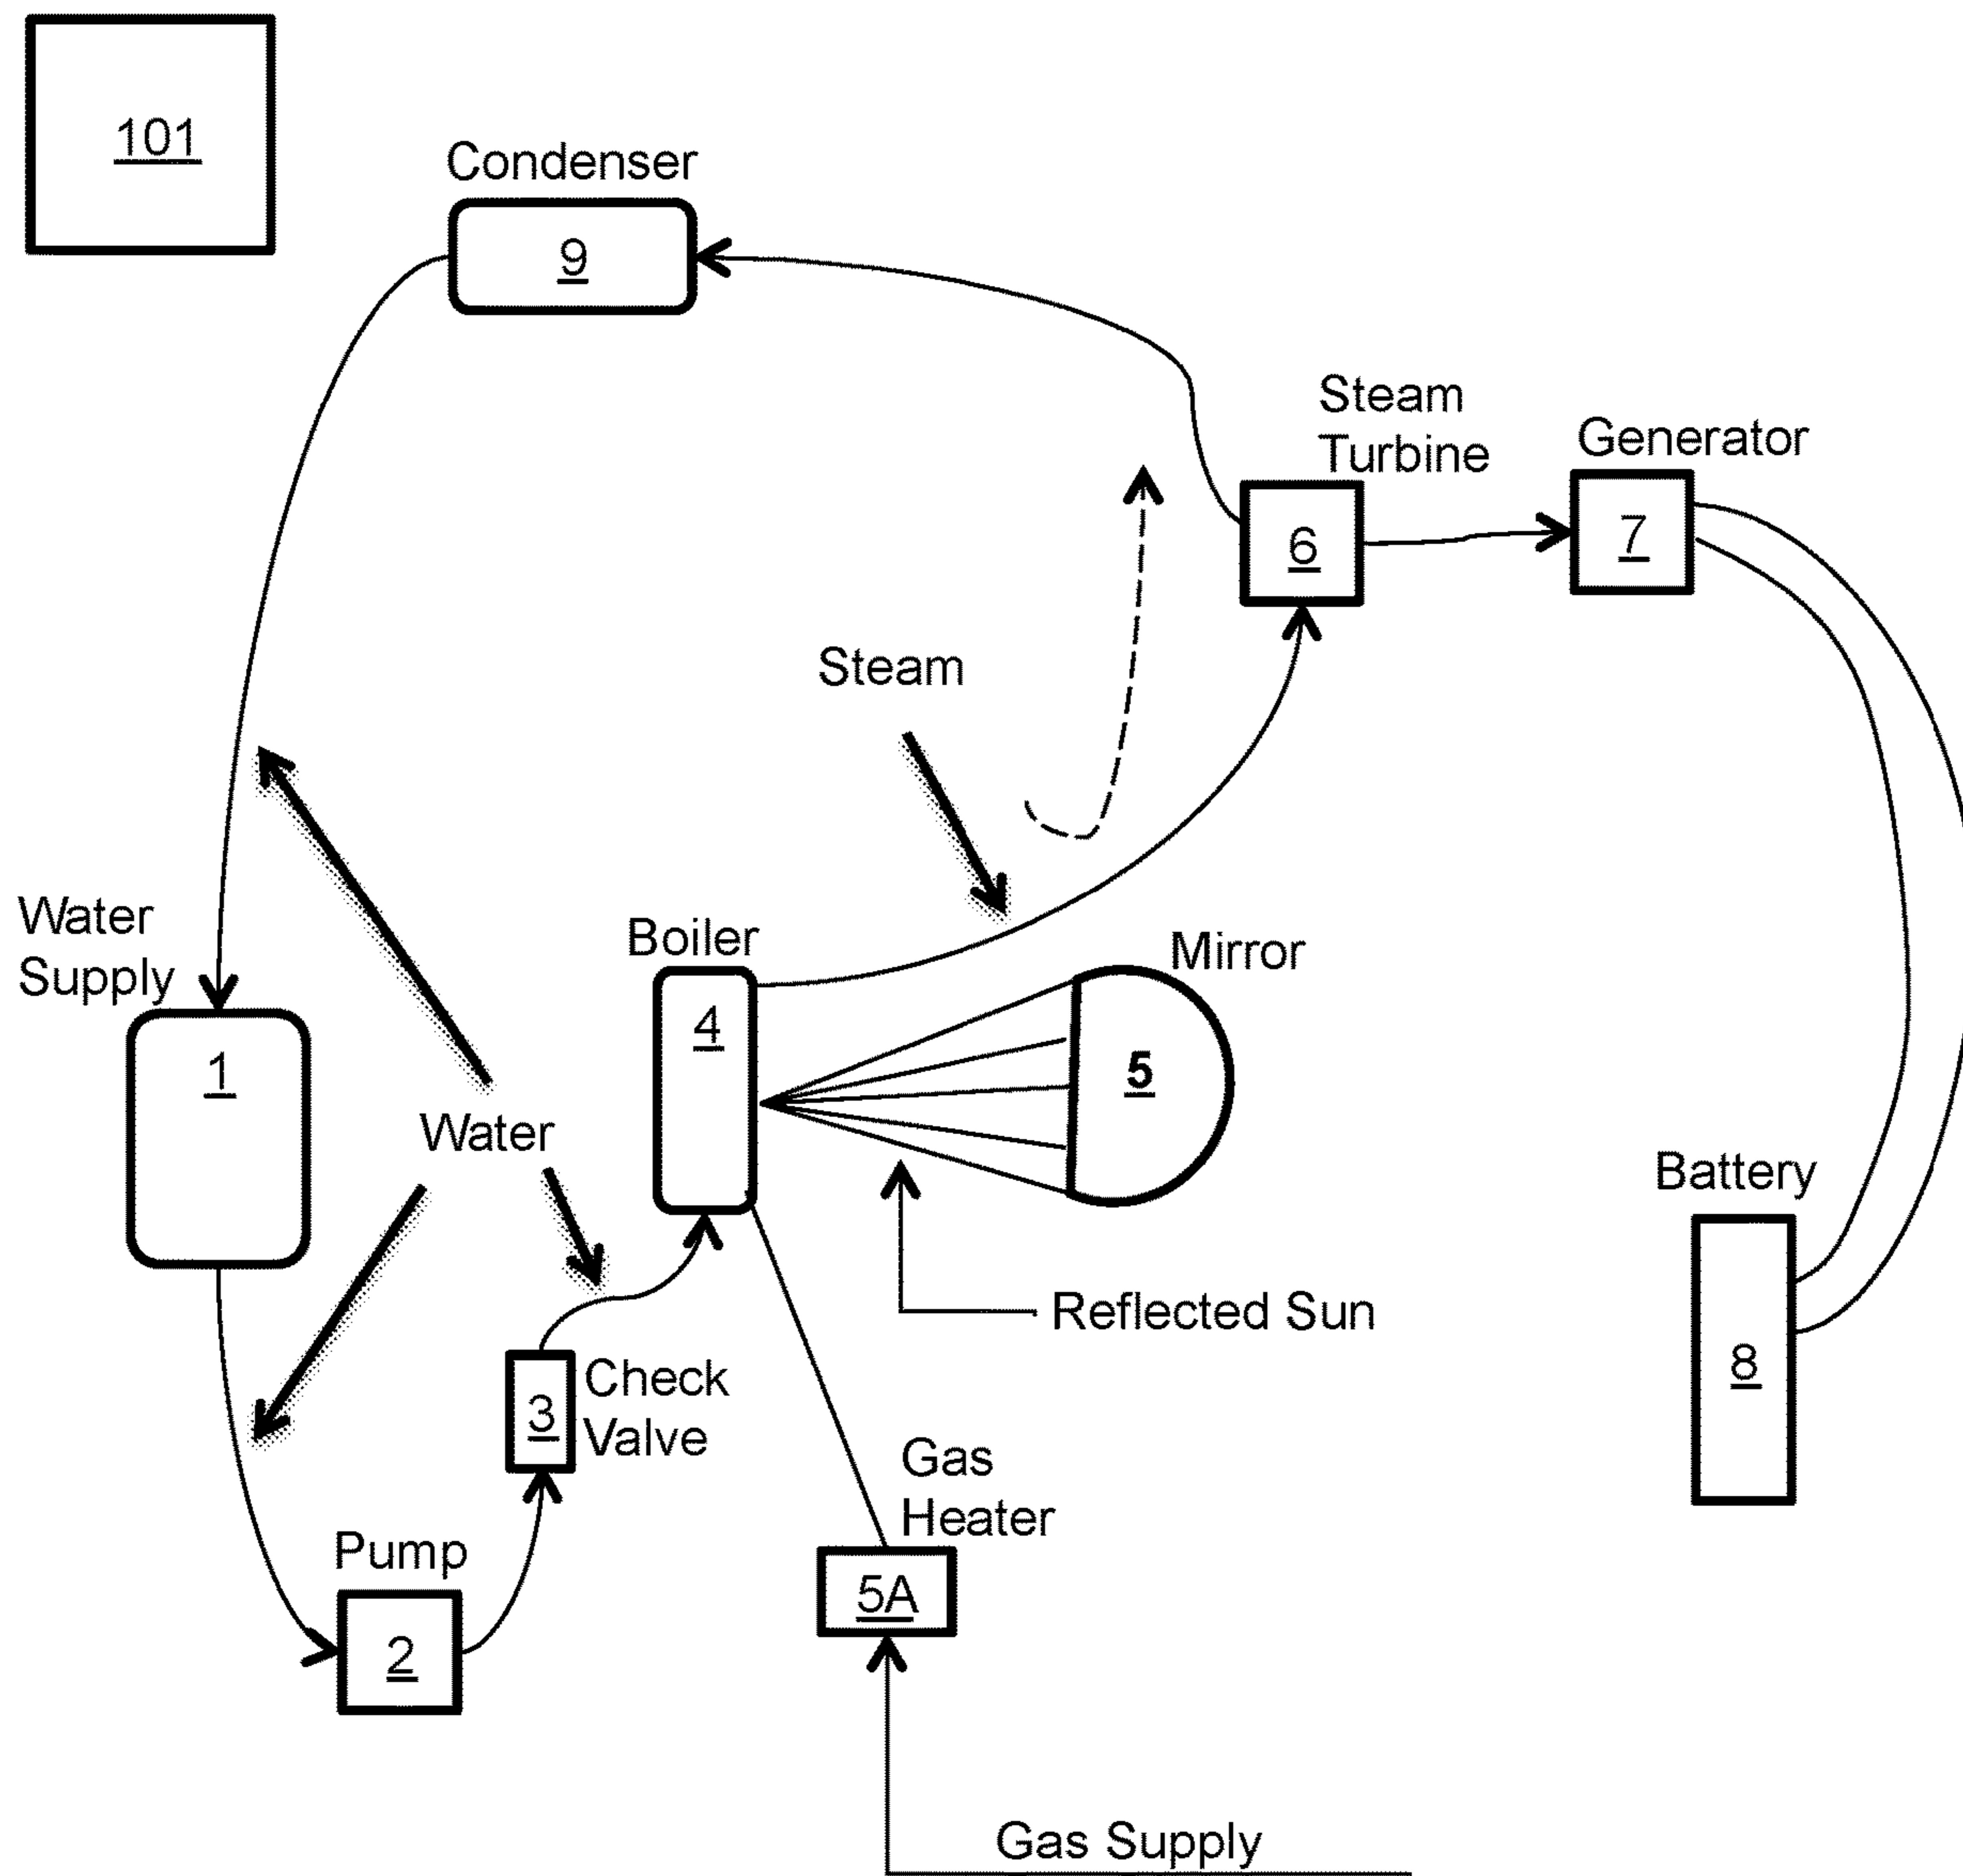 101
Condenser
9
Steam
Turbine
Generator
6
7
Steam
Water
Supply
Boiler
Mirror
1
4
5
Water
Battery
Reflected Sun
8
Check
Valve
3
Gas
Heater
Pump
5A
2
Gas Supply